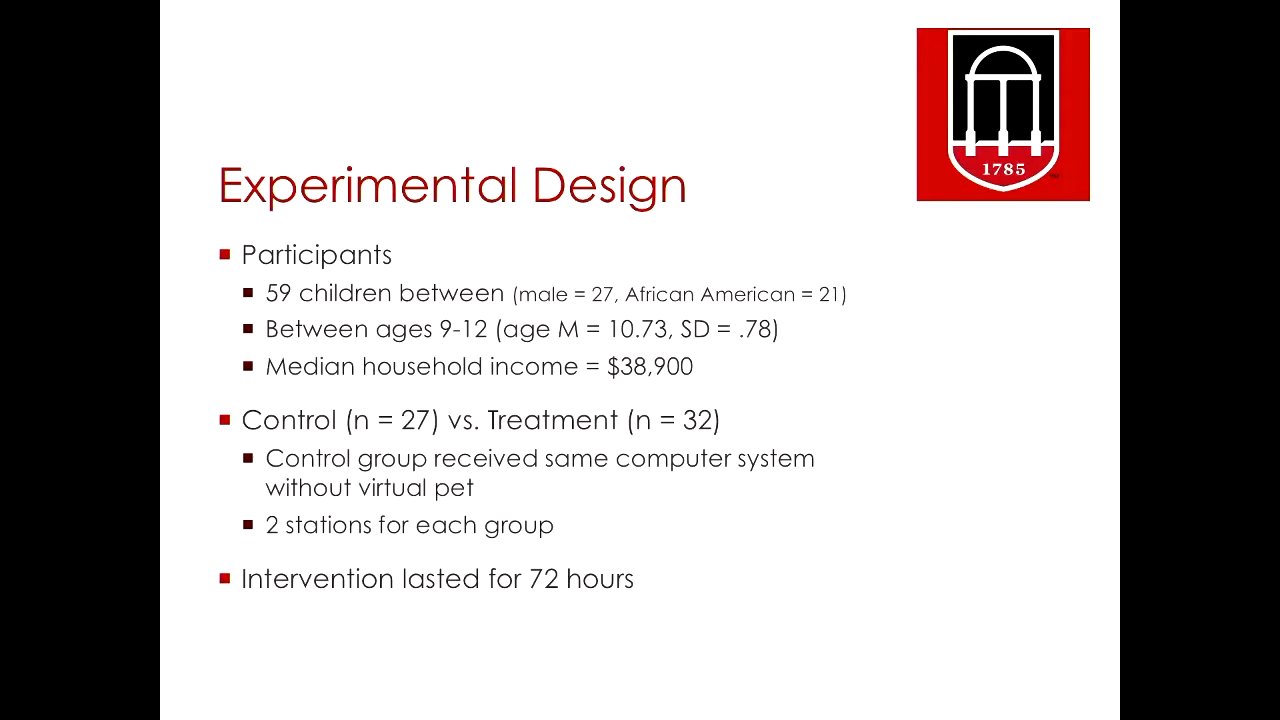 1785
Experimental Design
Participants
59 children between (male = 27, African American = 21)
Between ages 9-12 (age M = 10.73, SD = .78)
Median household income = $38,900
Control (n = 27) vs. Treatment (n = 32)
Control group received same computer system
without virtual pet
2 stations for each group
Intervention lasted for 72 hours